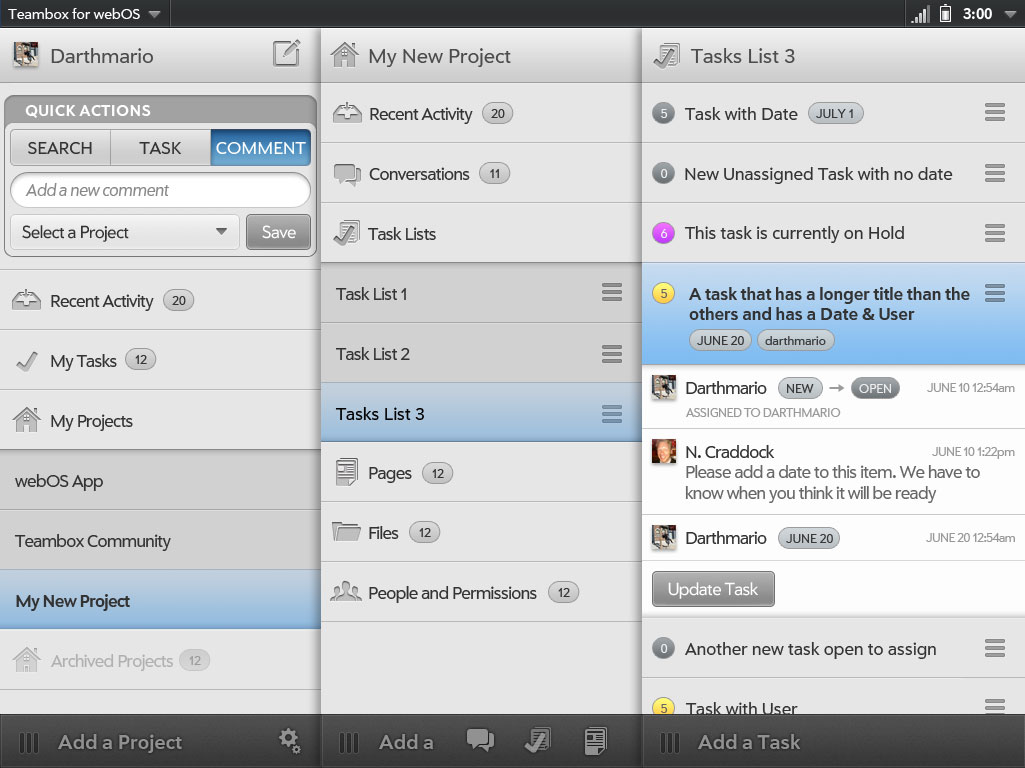 Teambox for webOS
3:00
Darthmario
QUICK ACTIONS
SEARCH
TASK
COMMENT
Add a new comment
Select a Project
Save
Recent Activity 20
My Tasks 12
My Projects
webOS App
Teambox Community
My New Project
Archived Projects 12
Add a Project
My New Project
Recent Activity 20
Conversations 11
Task Lists
Task List 1
Task List 2
Tasks List 3
Pages 12
Files 12
People and Permissions 12
Add a
Tasks List 3
5 Task with Date JULY 1
0 New Unassigned Task with no date
6 This task is currently on Hold
5 A task that has a longer title than the
others and has a Date & User
JUNE 20 darthmario
Darthmario NEW → OPEN JUNE 10 12:54am
ASSIGNED TO DARTHMARIO
N. Craddock JUNE 10 1:22pm
Please add a date to this item. We have to
know when you think it will be ready
Darthmario JUNE 20 JUNE 20 12:54am
Update Task
0 Another new task open to assign
5 Task with User
Add a Task